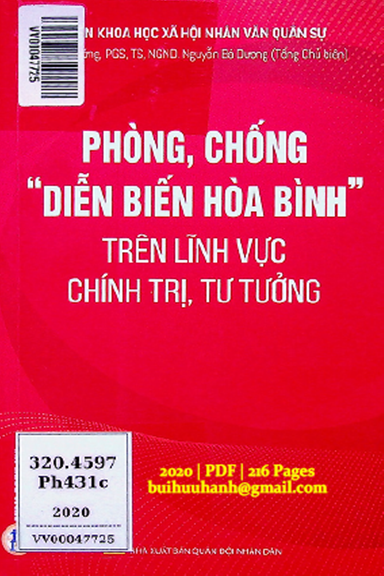 VV01047725
N KHOA HỌC XÃ HỘI NHÂN VĂN QUÂN SỰ
PGS, TS, NGND. Nguyễn Bá Dương (Tổng Chủ biên)
PHÒNG, CHỐNG
“DIỄN BIẾN HÒA BÌNH”
TRÊN LĨNH VỰC
CHÍNH TRỊ, TƯ TƯỞNG
320.4597
Ph431c
2020
VV00047725
2020 | PDF | 216 Pages
buihuuhanh@gmail.com
NHÀ XUẤT BẢN QUÂN ĐỘI NHÂN DÂN